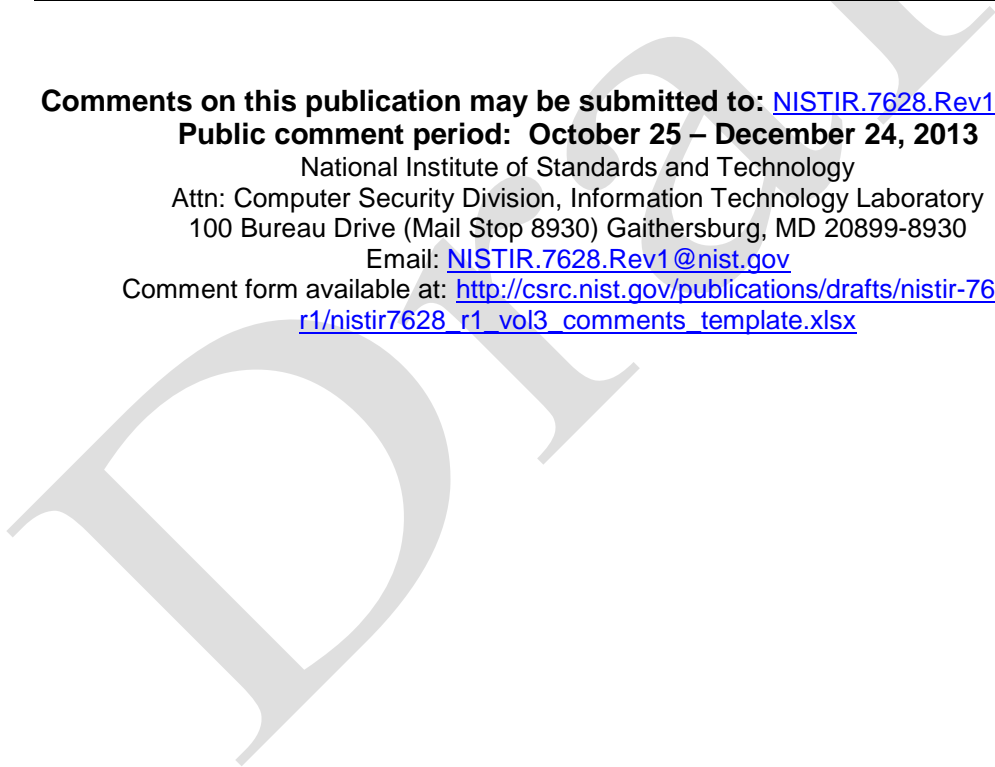 Comments on this publication may be submitted to: NISTIR.7628.Rev1
Public comment period: October 25 – December 24, 2013
National Institute of Standards and Technology
Attn: Computer Security Division, Information Technology Laboratory
100 Bureau Drive (Mail Stop 8930) Gaithersburg, MD 20899-8930
Email: NISTIR.7628.Rev1@nist.gov
Comment form available at: http://csrc.nist.gov/publications/drafts/nistir-76
r1/nistir7628_r1_vol3_comments_template.xlsx
Dra